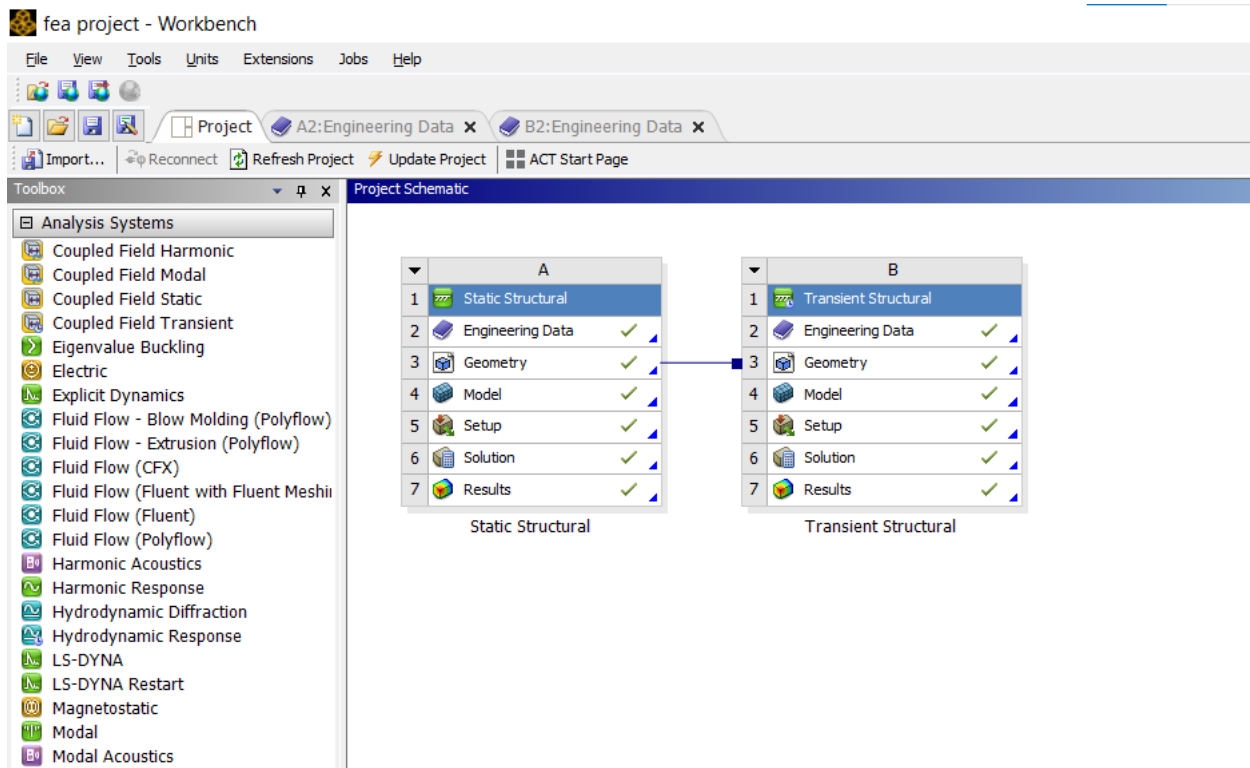 fea project - Workbench
File View Tools Units Extensions Jobs Help
Project A2:Engineering Data B2:Engineering Data
Import... Reconnect Refresh Project Update Project ACT Start Page
Toolbox
Project Schematic
Analysis Systems
Coupled Field Harmonic
Coupled Field Modal
Coupled Field Static
Coupled Field Transient
Eigenvalue Buckling
Electric
Explicit Dynamics
Fluid Flow - Blow Molding (Polyflow)
Fluid Flow - Extrusion (Polyflow)
Fluid Flow (CFX)
Fluid Flow (Fluent with Fluent Meshin
Fluid Flow (Fluent)
Fluid Flow (Polyflow)
Harmonic Acoustics
Harmonic Response
Hydrodynamic Diffraction
Hydrodynamic Response
LS-DYNA
LS-DYNA Restart
Magnetostatic
Modal
Modal Acoustics
A
1 Static Structural
2 Engineering Data
3 Geometry
4 Model
5 Setup
6 Solution
7 Results
Static Structural
B
1 Transient Structural
2 Engineering Data
3 Geometry
4 Model
5 Setup
6 Solution
7 Results
Transient Structural